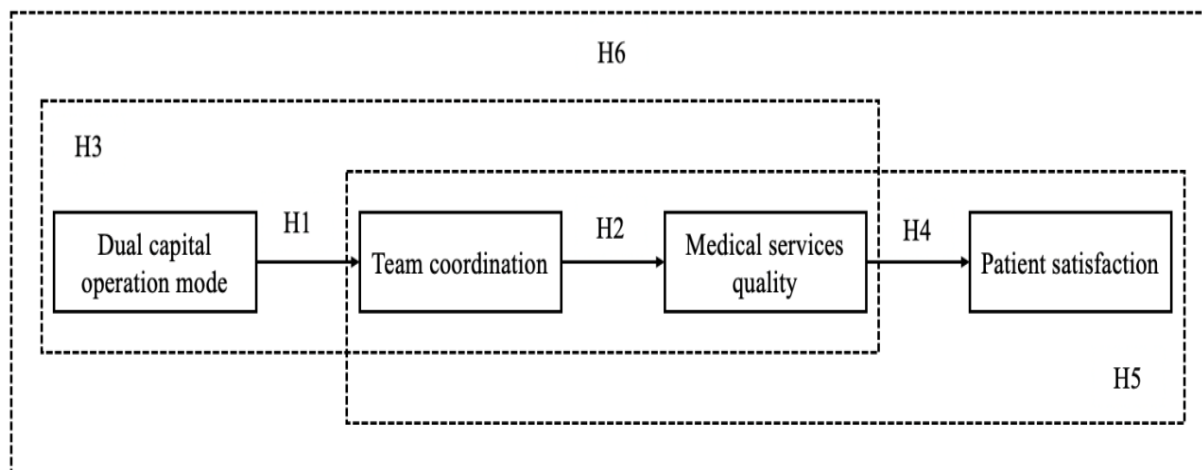 H6
H3
H1
H2
H4
Dual capital
operation mode
Team coordination
Medical services
quality
Patient satisfaction
H5